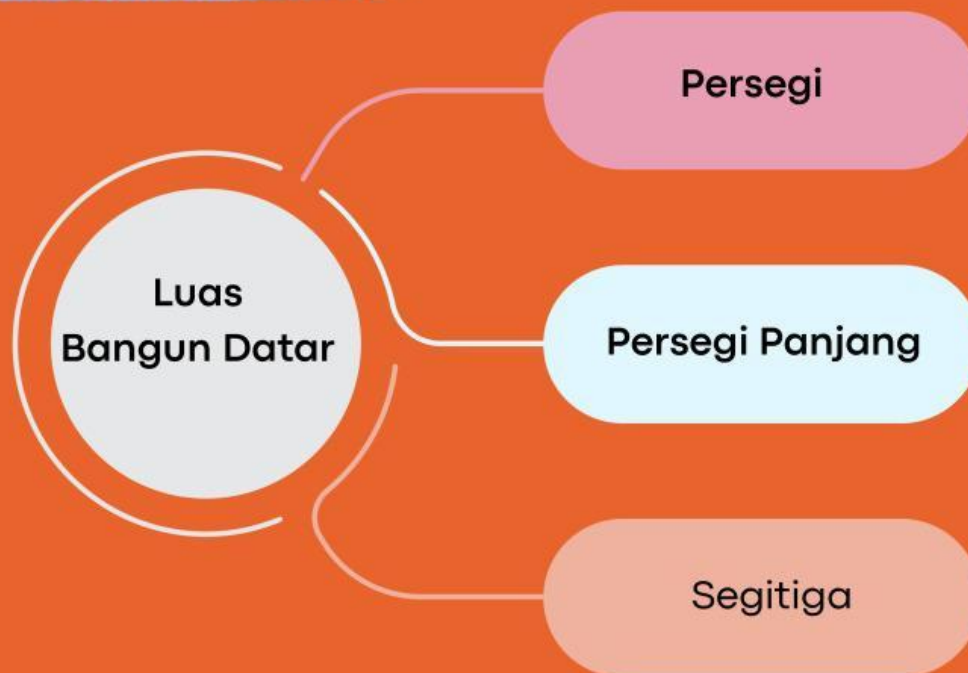 Persegi
Luas
Bangun Datar
Persegi Panjang
Segitiga